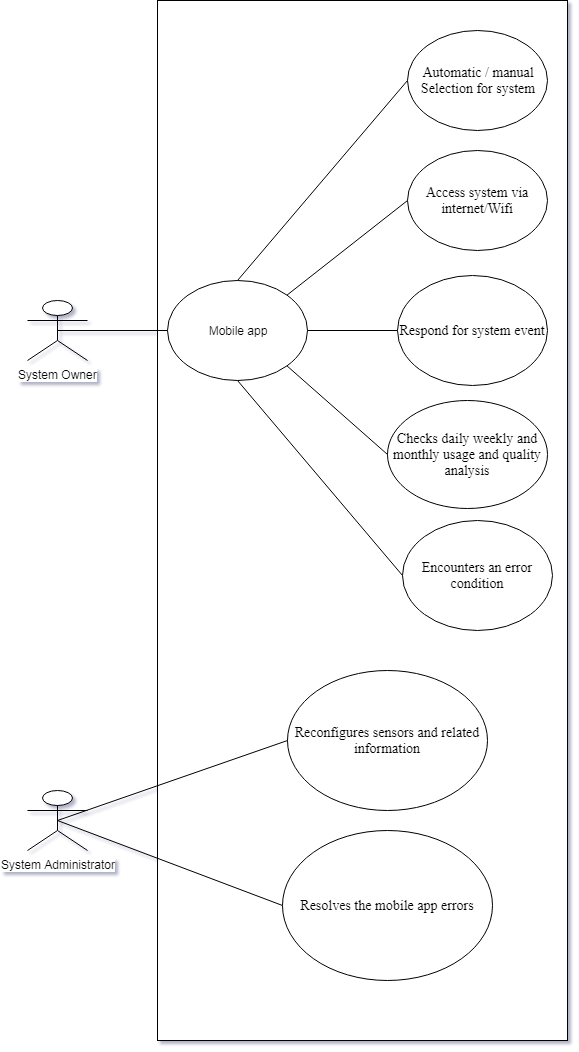 Automatic / manual
Selection for system
Access system via
internet/Wifi
Mobile app
Respond for system event
System Owner
Checks daily weekly and
monthly usage and quality
analysis
Encounters an error
condition
Reconfigures sensors and related
information
System Administrator
Resolves the mobile app errors